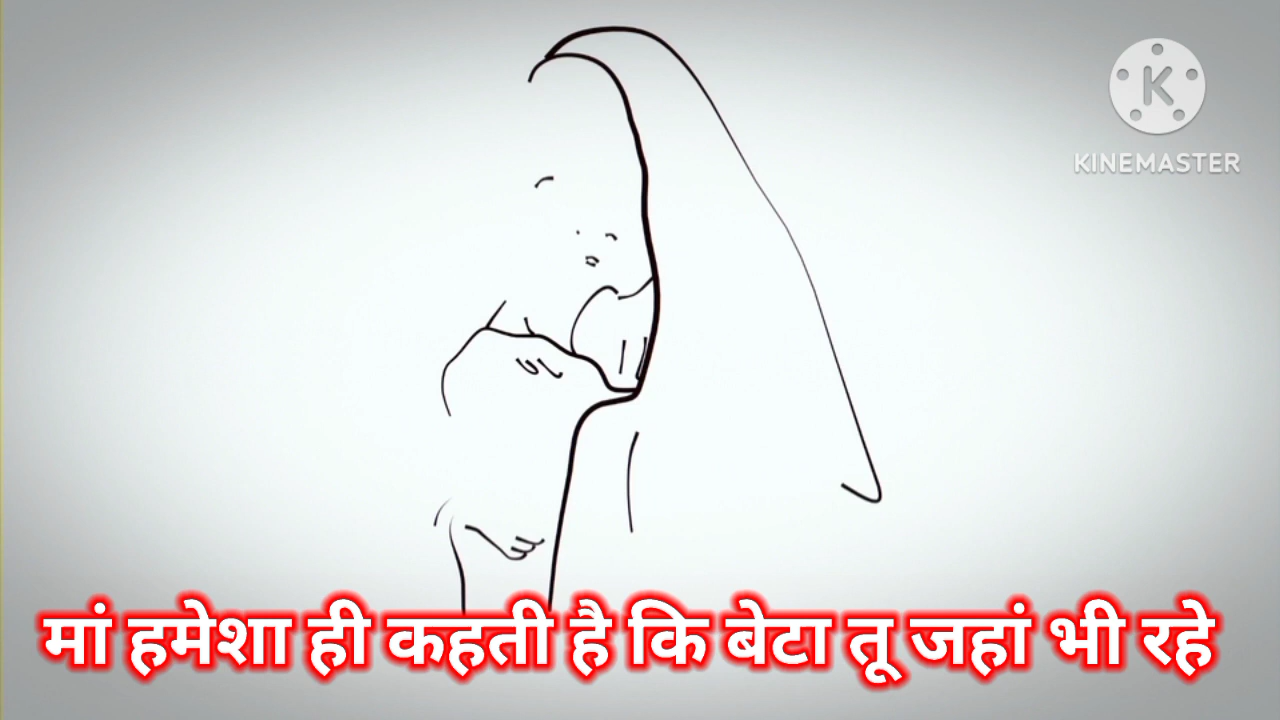 KINEMASTER
मां हमेशा ही कहती है कि बेटा तू जहां भी रहे